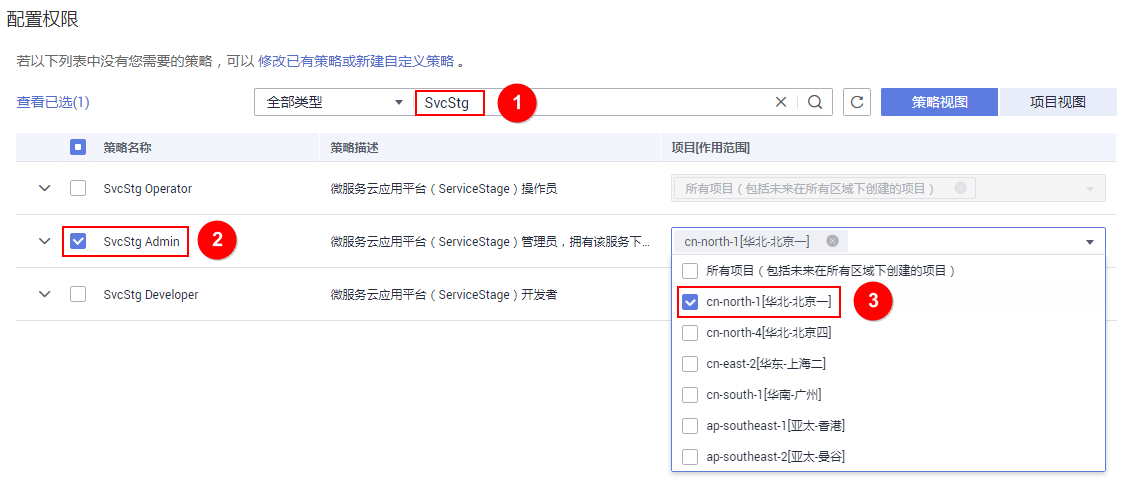 配置权限
若以下列表中没有您需要的策略，可以 修改已有策略或新建自定义策略 。
查看已选(1) 全部类型 SvcStg 1 策略视图 项目视图
策略名称 策略描述 项目[作用范围]
SvcStg Operator 微服务云应用平台（ServiceStage）操作员 所有项目（包括未来在所有区域下创建的项目）
SvcStg Admin 2 微服务云应用平台（ServiceStage）管理员，拥有该服务下... cn-north-1[华北-北京一]
所有项目（包括未来在所有区域下创建的项目）
SvcStg Developer 微服务云应用平台（ServiceStage）开发者 cn-north-1[华北-北京一] 3
cn-north-4[华北-北京四]
cn-east-2[华东-上海二]
cn-south-1[华南-广州]
ap-southeast-1[亚太-香港]
ap-southeast-2[亚太-曼谷]